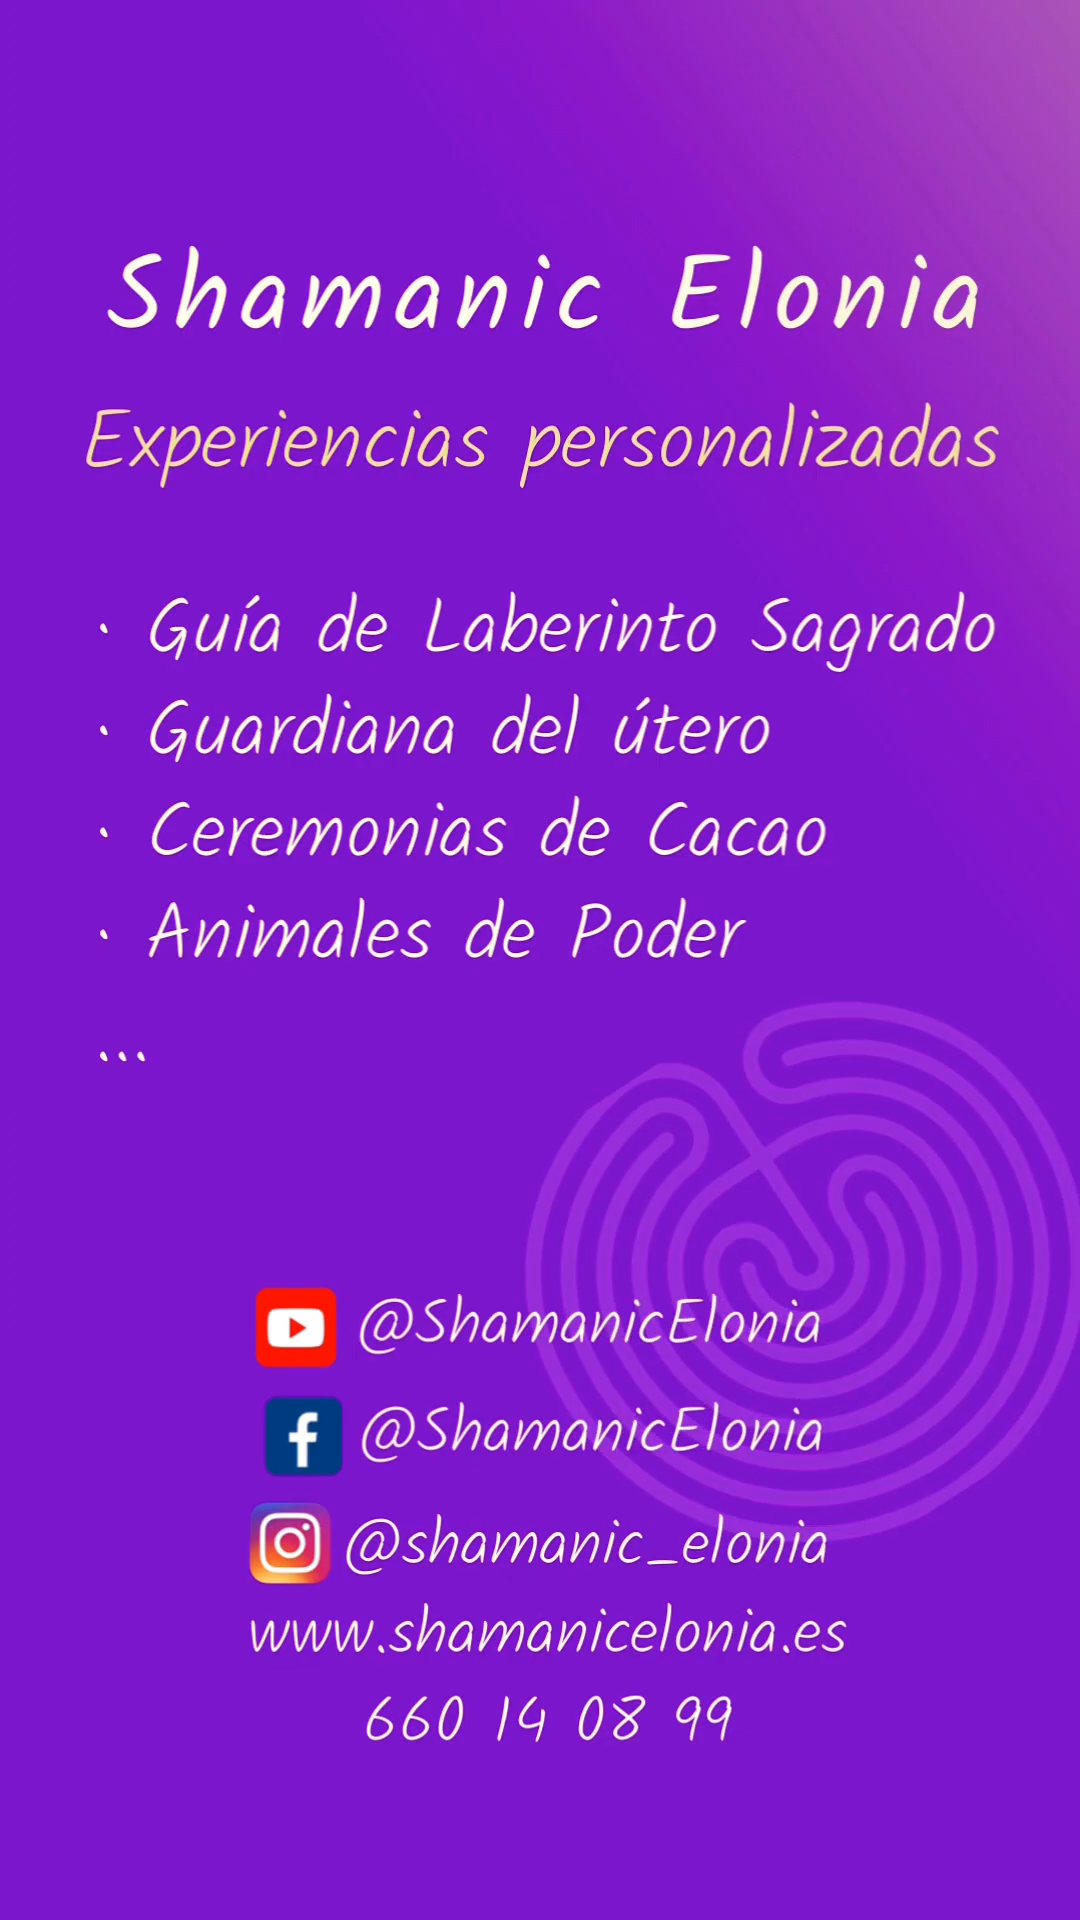 Shamanic Elonia
Experiencias personalizadas
· Guía de Laberinto Sagrado
· Guardiana del útero
· Ceremonias de Cacao
· Animales de Poder
...
@ShamanicElonia
@ShamanicElonia
@shamanic_elonia
www.shamanicelonia.es
660 14 08 99